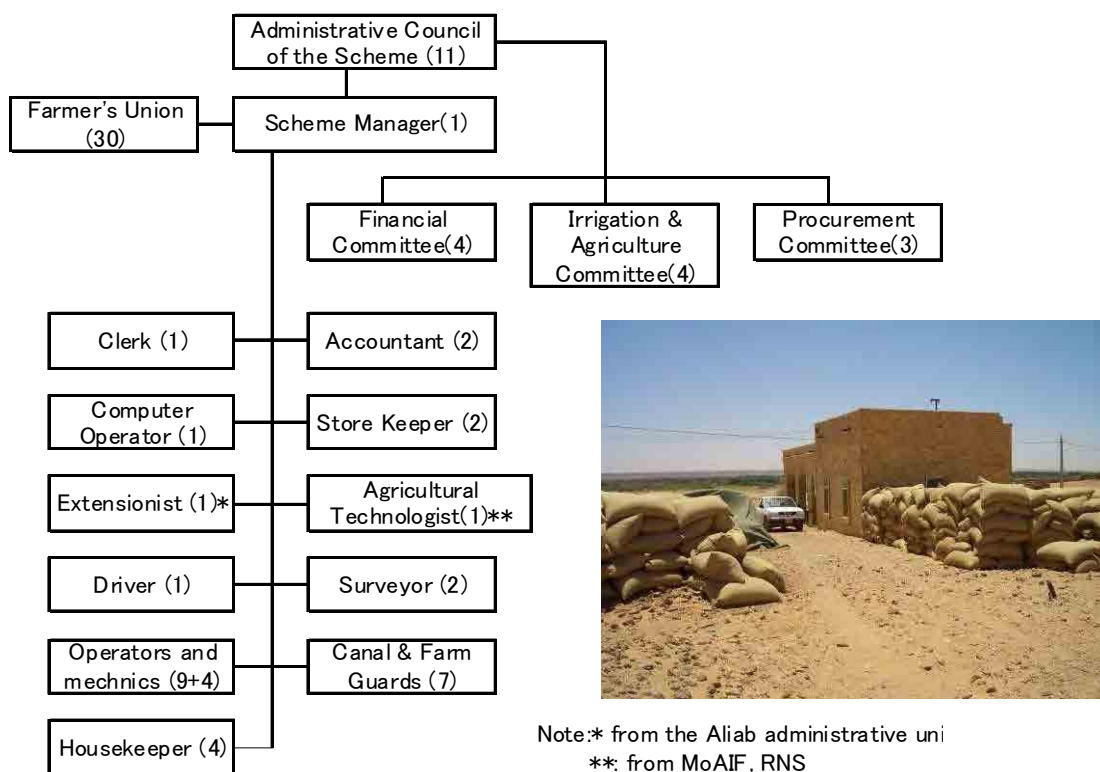 Administrative Council
of the Scheme (11)
Farmer's Union
(30)
Scheme Manager(1)
Financial
Committee(4)
Irrigation &
Agriculture
Committee(4)
Procurement
Committee(3)
Clerk (1)
Accountant (2)
Computer
Operator (1)
Store Keeper (2)
Extensionist (1)*
Agricultural
Technologist(1)**
Driver (1)
Surveyor (2)
Operators and
mechnics (9+4)
Canal & Farm
Guards (7)
Housekeeper (4)
Note:* from the Aliab administrative uni
**: from MoAIF, RNS